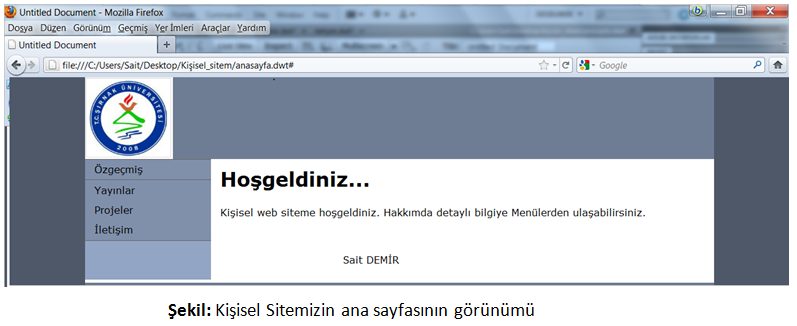 Untitled Document - Mozilla Firefox
Dosya Düzen Görünüm Geçmiş Yer İmleri Araçlar Yardım
Untitled Document
file:///C:/Users/Sait/Desktop/Kişisel_sitem/anasayfa.dwt#
Google
T.C. ŞIRNAK ÜNİVERSİTESİ
2008
Özgeçmiş
Yayınlar
Projeler
İletişim
Hoşgeldiniz...
Kişisel web siteme hoşgeldiniz. Hakkımda detaylı bilgiye Menülerden ulaşabilirsiniz.
Sait DEMİR
Şekil: Kişisel Sitemizin ana sayfasının görünümü